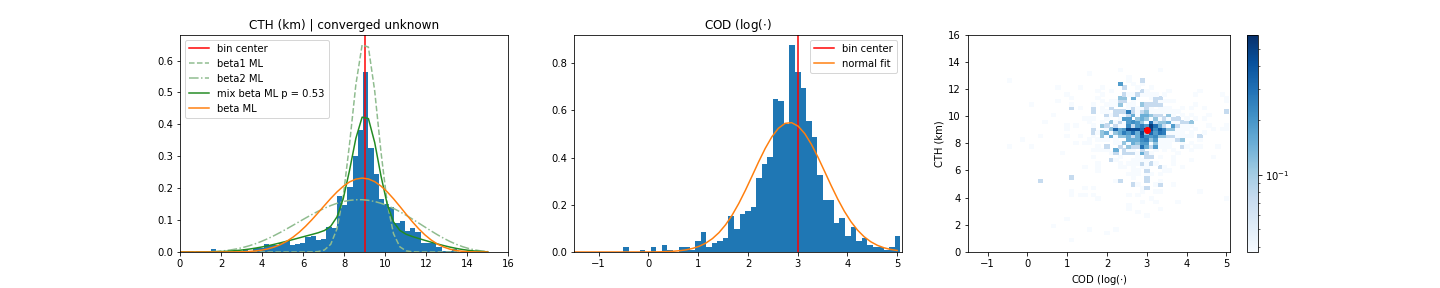 CTH (km) | converged unknown
bin center
beta1 ML
beta2 ML
mix beta ML p = 0.53
beta ML
0.6
0.5
0.4
0.3
0.2
0.1
0.0
0 2 4 6 8 10 12 14 16
COD (log(·)
bin center
normal fit
0.8
0.6
0.4
0.2
0.0
−1 0 1 2 3 4 5
CTH (km)
16
14
12
10
8
6
4
2
0
−1 0 1 2 3 4 5
COD (log(·)
10⁻¹